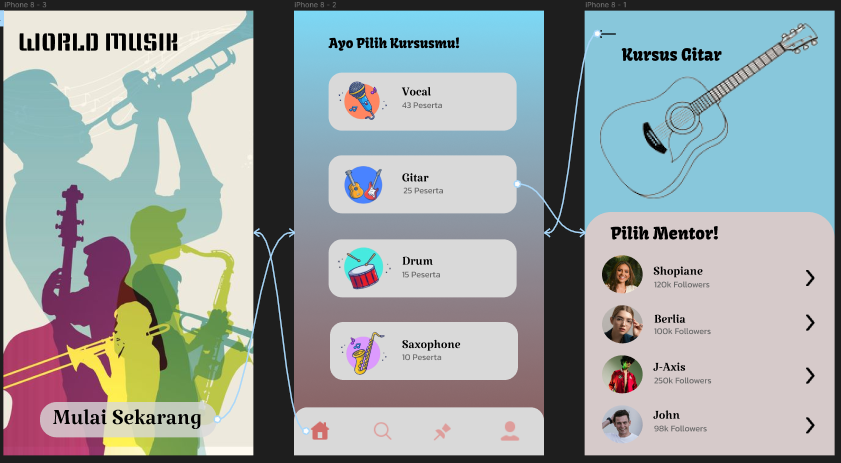 iPhone 8 - 3
WORLD MUSIK
Mulai Sekarang
iPhone 8 - 2
Ayo Pilih Kursusmu!
Vocal
43 Peserta
Gitar
25 Peserta
Drum
15 Peserta
Saxophone
10 Peserta
iPhone 8 - 1
Kursus Gitar
Pilih Mentor!
Shopiane
120k Followers
Berlia
100k Followers
J-Axis
250k Followers
John
98k Followers